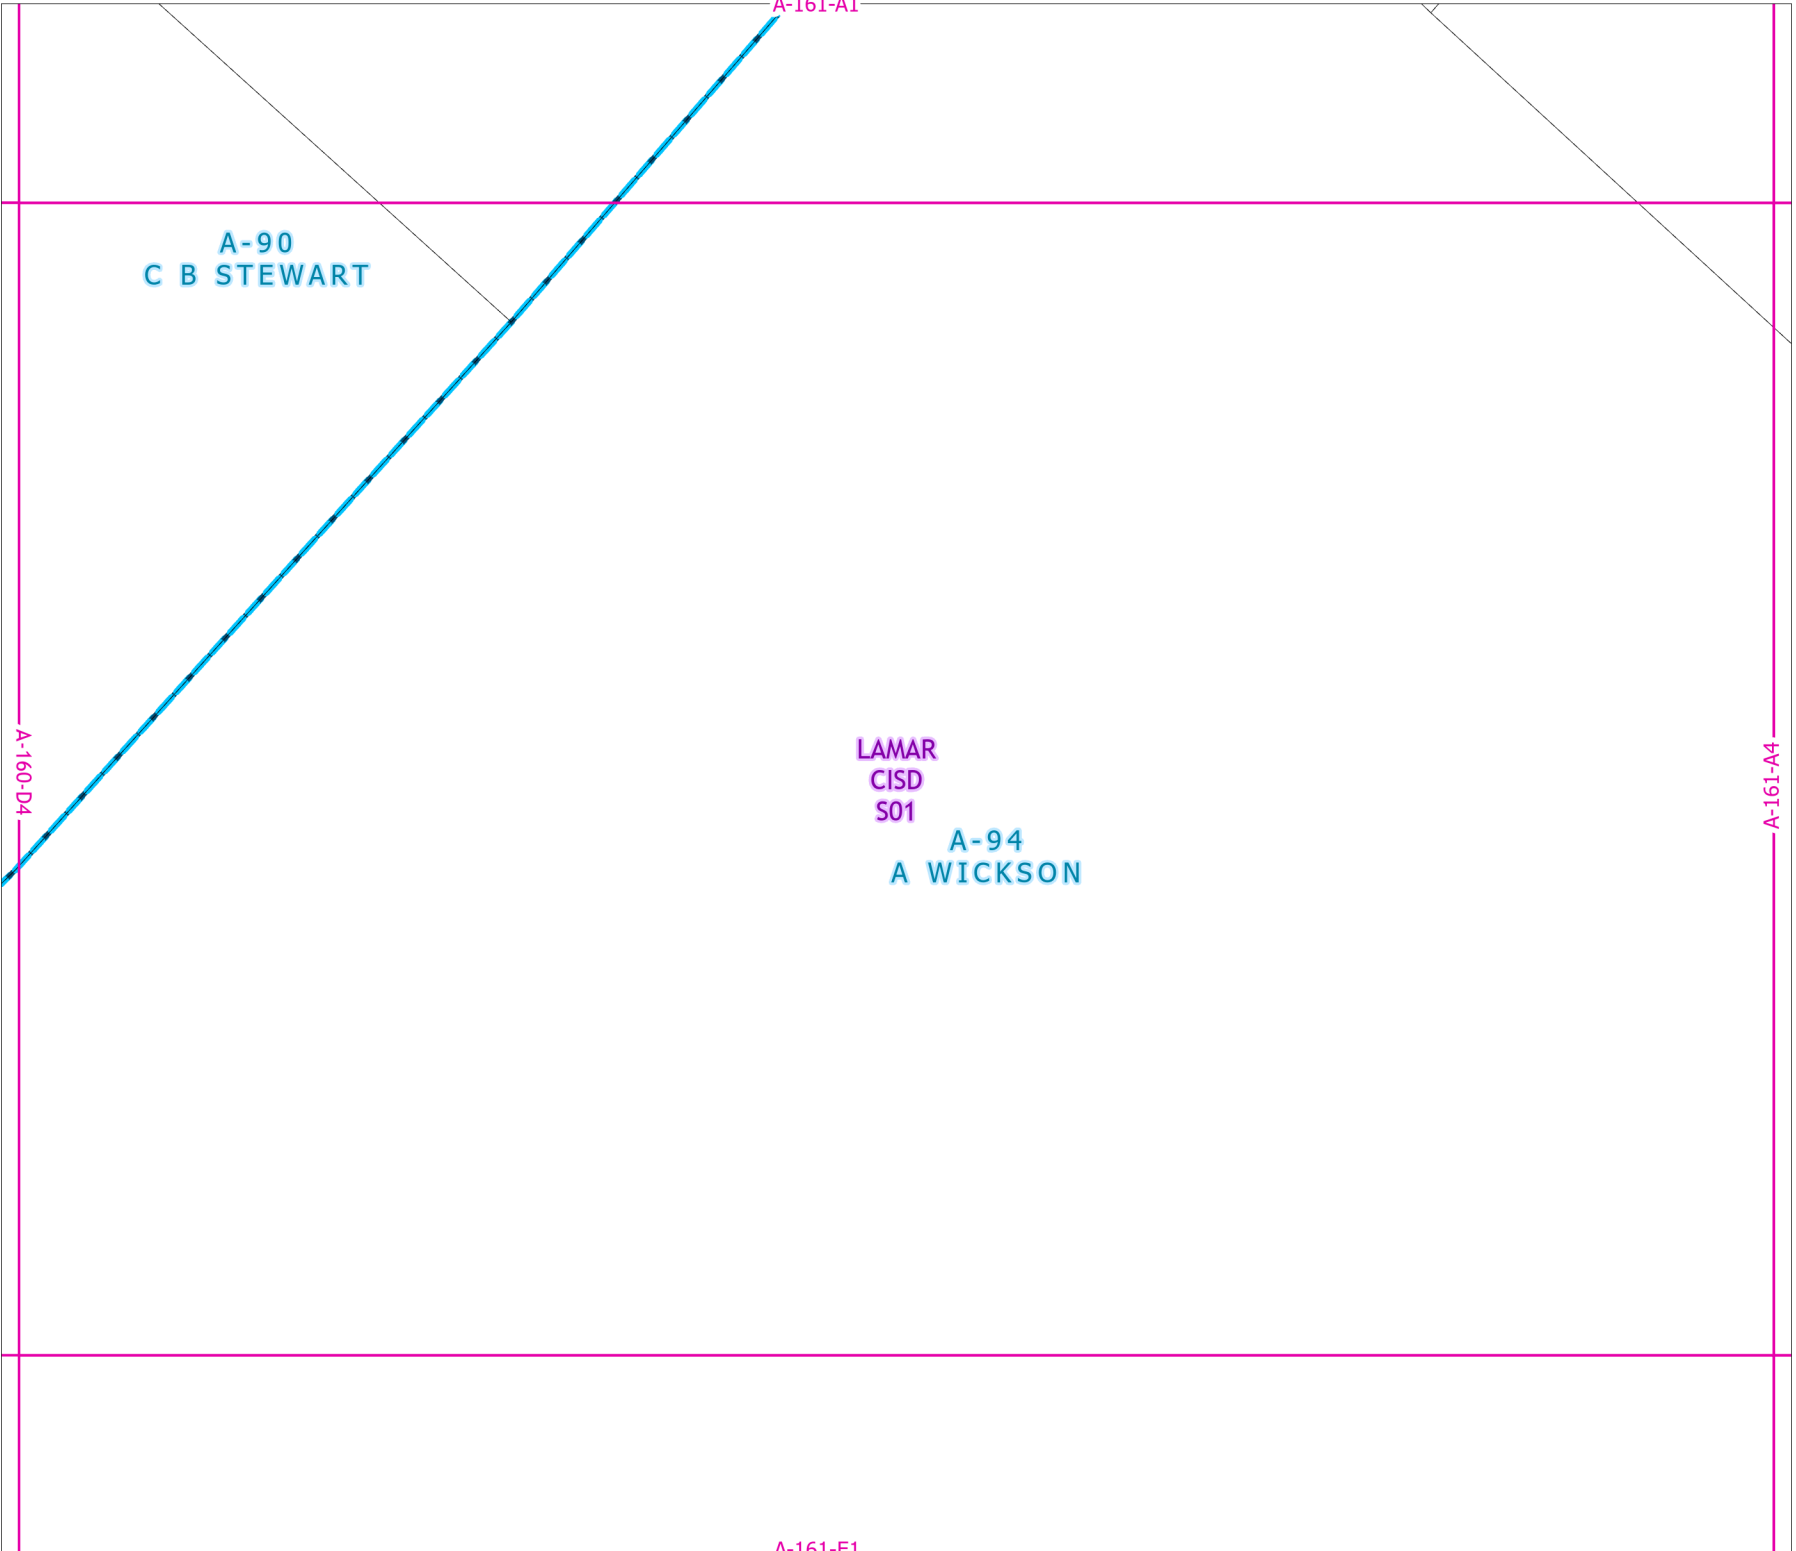 A-161-A1
A-90
C B STEWART
A-160-D4
LAMAR
CISD
S01
A-161-A4
A-94
A WICKSON
A-161-E1